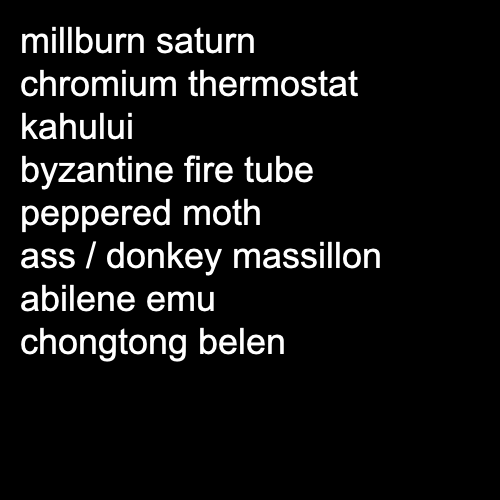 millburn saturn
chromium thermostat
kahului
byzantine fire tube
peppered moth
ass / donkey massillon
abilene emu
chongtong belen